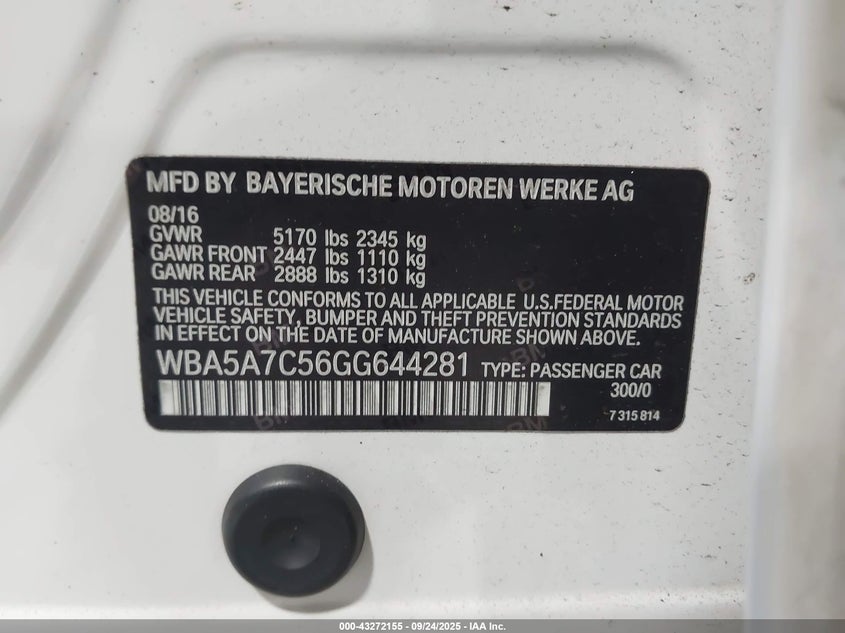 MFD BY BAYERISCHE MOTOREN WERKE AG
08/16
GVWR 5170 lbs 2345 kg
GAWR FRONT 2447 lbs 1110 kg
GAWR REAR 2888 lbs 1310 kg
THIS VEHICLE CONFORMS TO ALL APPLICABLE U.S.FEDERAL MOTOR
VEHICLE SAFETY, BUMPER AND THEFT PREVENTION STANDARDS
IN EFFECT ON THE DATE OF MANUFACTURE SHOWN ABOVE.
WBA5A7C56GG644281 TYPE: PASSENGER CAR
300/0
7 315 814
000-43272155 - 09/24/2025 - IAA Inc.